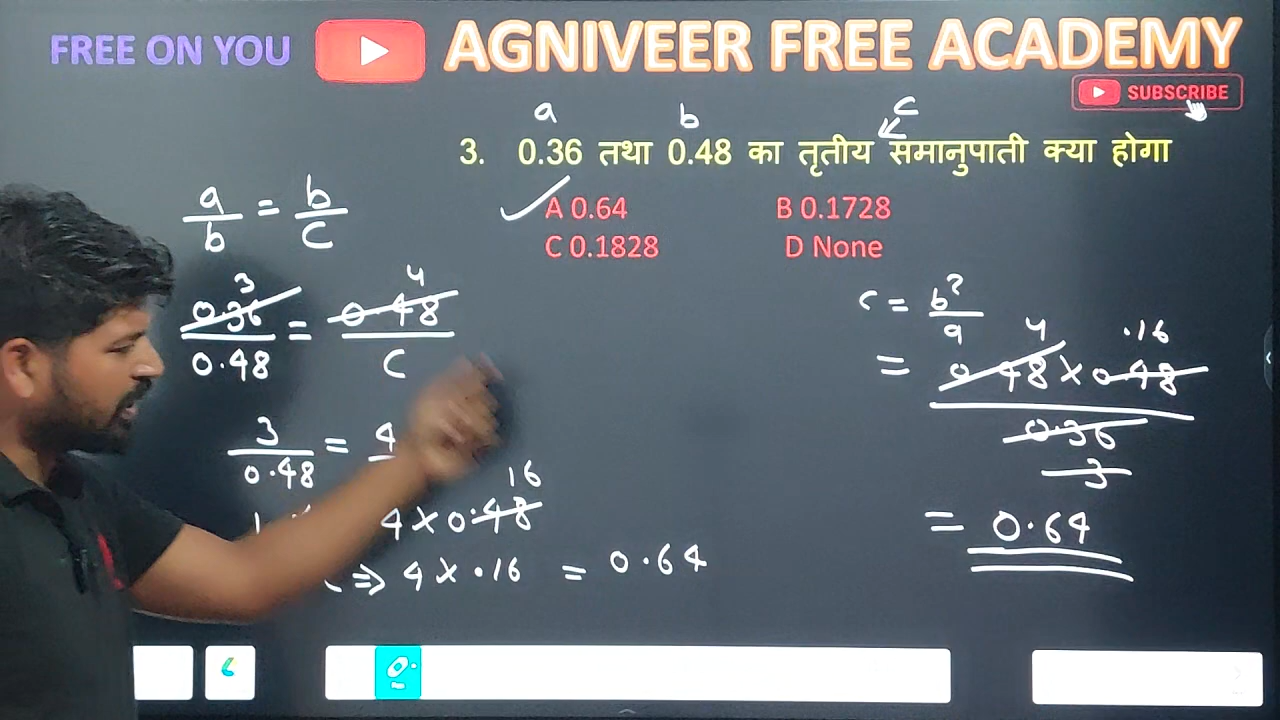 FREE ON YOU AGNIVEER FREE ACADEMY
SUBSCRIBE
a b c
3. 0.36 तथा 0.48 का तृतीय समानुपाती क्या होगा
A 0.64 B 0.1728
C 0.1828 D None
a/b = b/c
3 4
0.36/0.48 = 0.48/c
3/0.48 = 4
16
4 x 0.48
⇒ 4 x .16 = 0.64
c = b²/a
4 .16
= 0.48 x 0.48
0.36
3
= 0.64